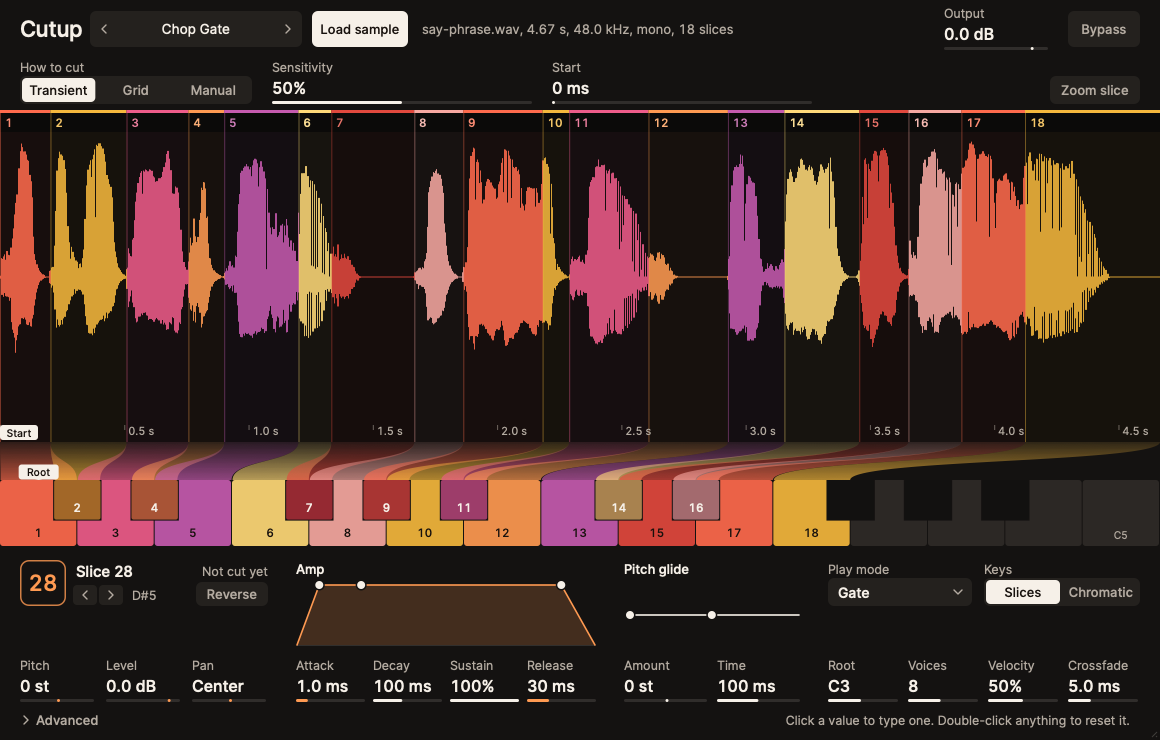 Cutup
Chop Gate
Load sample
say-phrase.wav, 4.67 s, 48.0 kHz, mono, 18 slices
Output
0.0 dB
Bypass
How to cut
Transient Grid Manual
Sensitivity
50%
Start
0 ms
Zoom slice
1 2 3 4 5 6 7 8 9 10 11 12 13 14 15 16 17 18
0.5 s 1.0 s 1.5 s 2.0 s 2.5 s 3.0 s 3.5 s 4.0 s 4.5 s
Start
Root
2 4 7 9 11 14 16
1 3 5 6 8 10 12 13 15 17 18 C5
28
Slice 28
D#5
Not cut yet
Reverse
Amp
Pitch glide
Play mode
Gate
Keys
Slices Chromatic
Pitch Level Pan Attack Decay Sustain Release Amount Time Root Voices Velocity Crossfade
0 st 0.0 dB Center 1.0 ms 100 ms 100% 30 ms 0 st 100 ms C3 8 50% 5.0 ms
Advanced
Click a value to type one. Double-click anything to reset it.